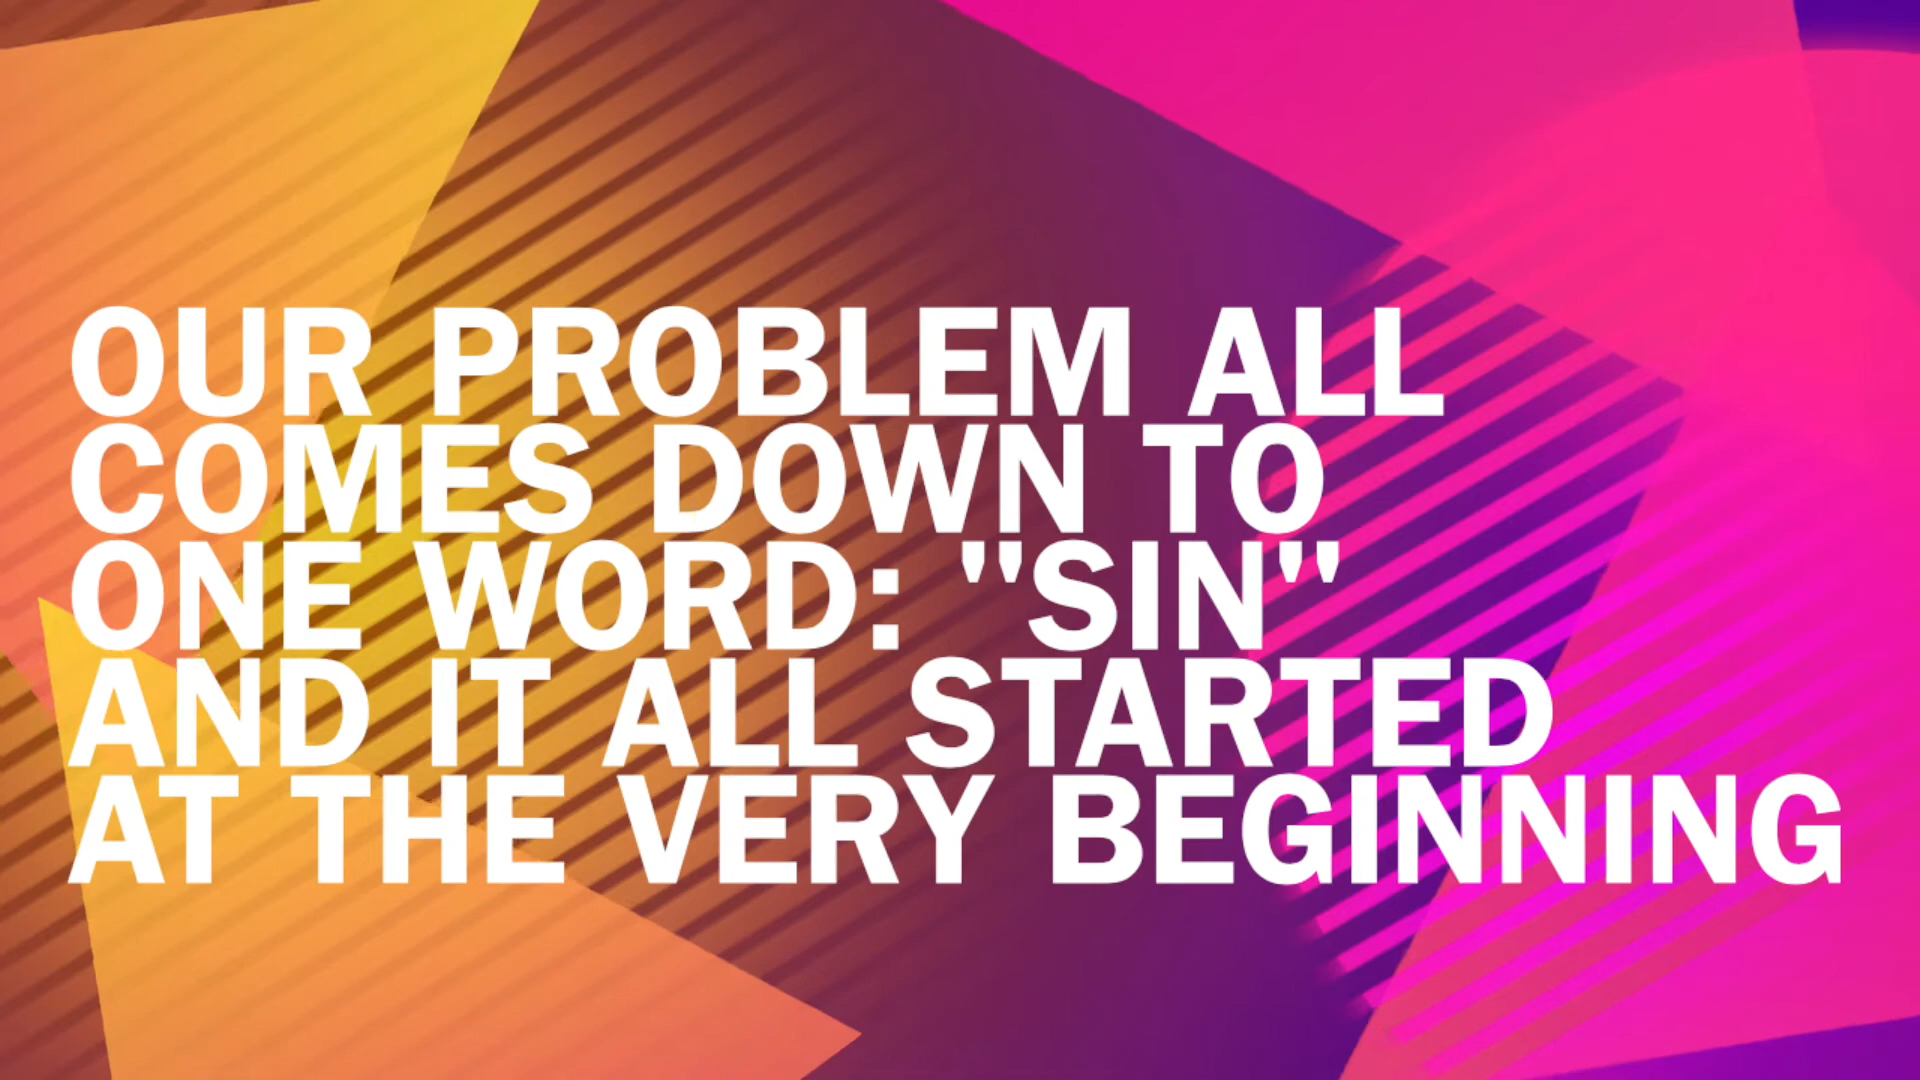 OUR PROBLEM ALL
COMES DOWN TO
ONE WORD: "SIN"
AND IT ALL STARTED
AT THE VERY BEGINNING